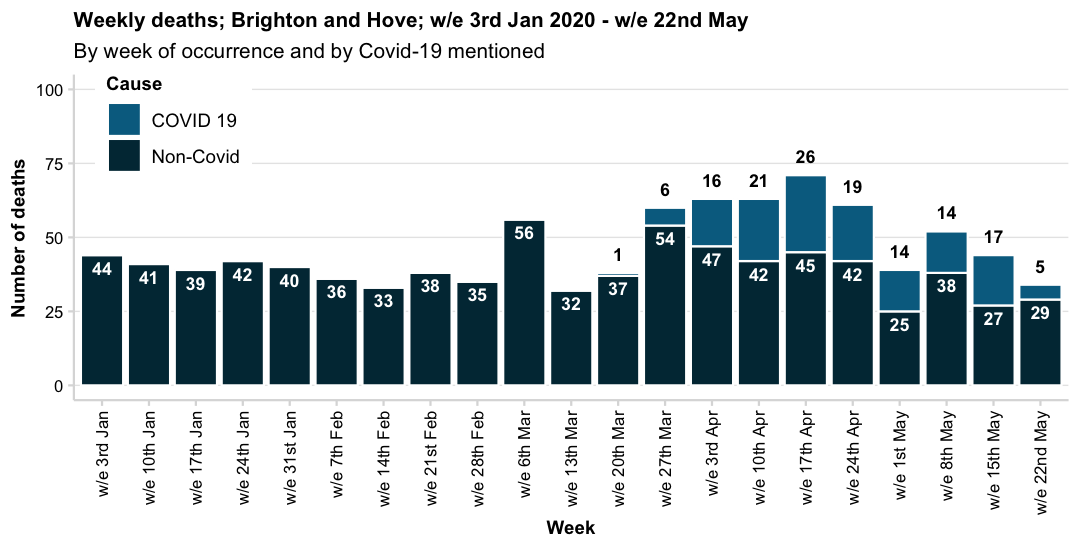 Weekly deaths; Brighton and Hove; w/e 3rd Jan 2020 - w/e 22nd May
By week of occurrence and by Covid-19 mentioned
Cause
COVID 19
Non-Covid
Number of deaths
100
75
50
25
0
26
16
21
19
6
14
17
14
1
5
44
41
39
42
40
36
33
38
35
56
32
37
54
47
42
45
42
25
38
27
29
w/e 3rd Jan
w/e 10th Jan
w/e 17th Jan
w/e 24th Jan
w/e 31st Jan
w/e 7th Feb
w/e 14th Feb
w/e 21st Feb
w/e 28th Feb
w/e 6th Mar
w/e 13th Mar
w/e 20th Mar
w/e 27th Mar
w/e 3rd Apr
w/e 10th Apr
w/e 17th Apr
w/e 24th Apr
w/e 1st May
w/e 8th May
w/e 15th May
w/e 22nd May
Week